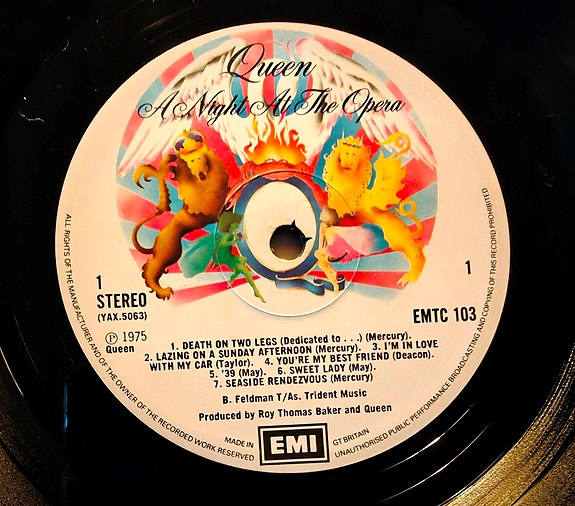 Queen
A Night At The Opera
1
STEREO
(YAX.5063)
Ⓟ 1975
Queen
1
EMTC 103
1. DEATH ON TWO LEGS (Dedicated to . . .) (Mercury).
2. LAZING ON A SUNDAY AFTERNOON (Mercury). 3. I'M IN LOVE
WITH MY CAR (Taylor). 4. YOU'RE MY BEST FRIEND (Deacon).
5. '39 (May). 6. SWEET LADY (May).
7. SEASIDE RENDEZVOUS (Mercury)
B. Feldman T/As. Trident Music
Produced by Roy Thomas Baker and Queen
MADE IN
EMI
GT BRITAIN
ALL RIGHTS OF THE MANUFACTURER AND OF THE OWNER OF THE RECORDED WORK RESERVED
UNAUTHORISED PUBLIC PERFORMANCE BROADCASTING AND COPYING OF THIS RECORD PROHIBITED